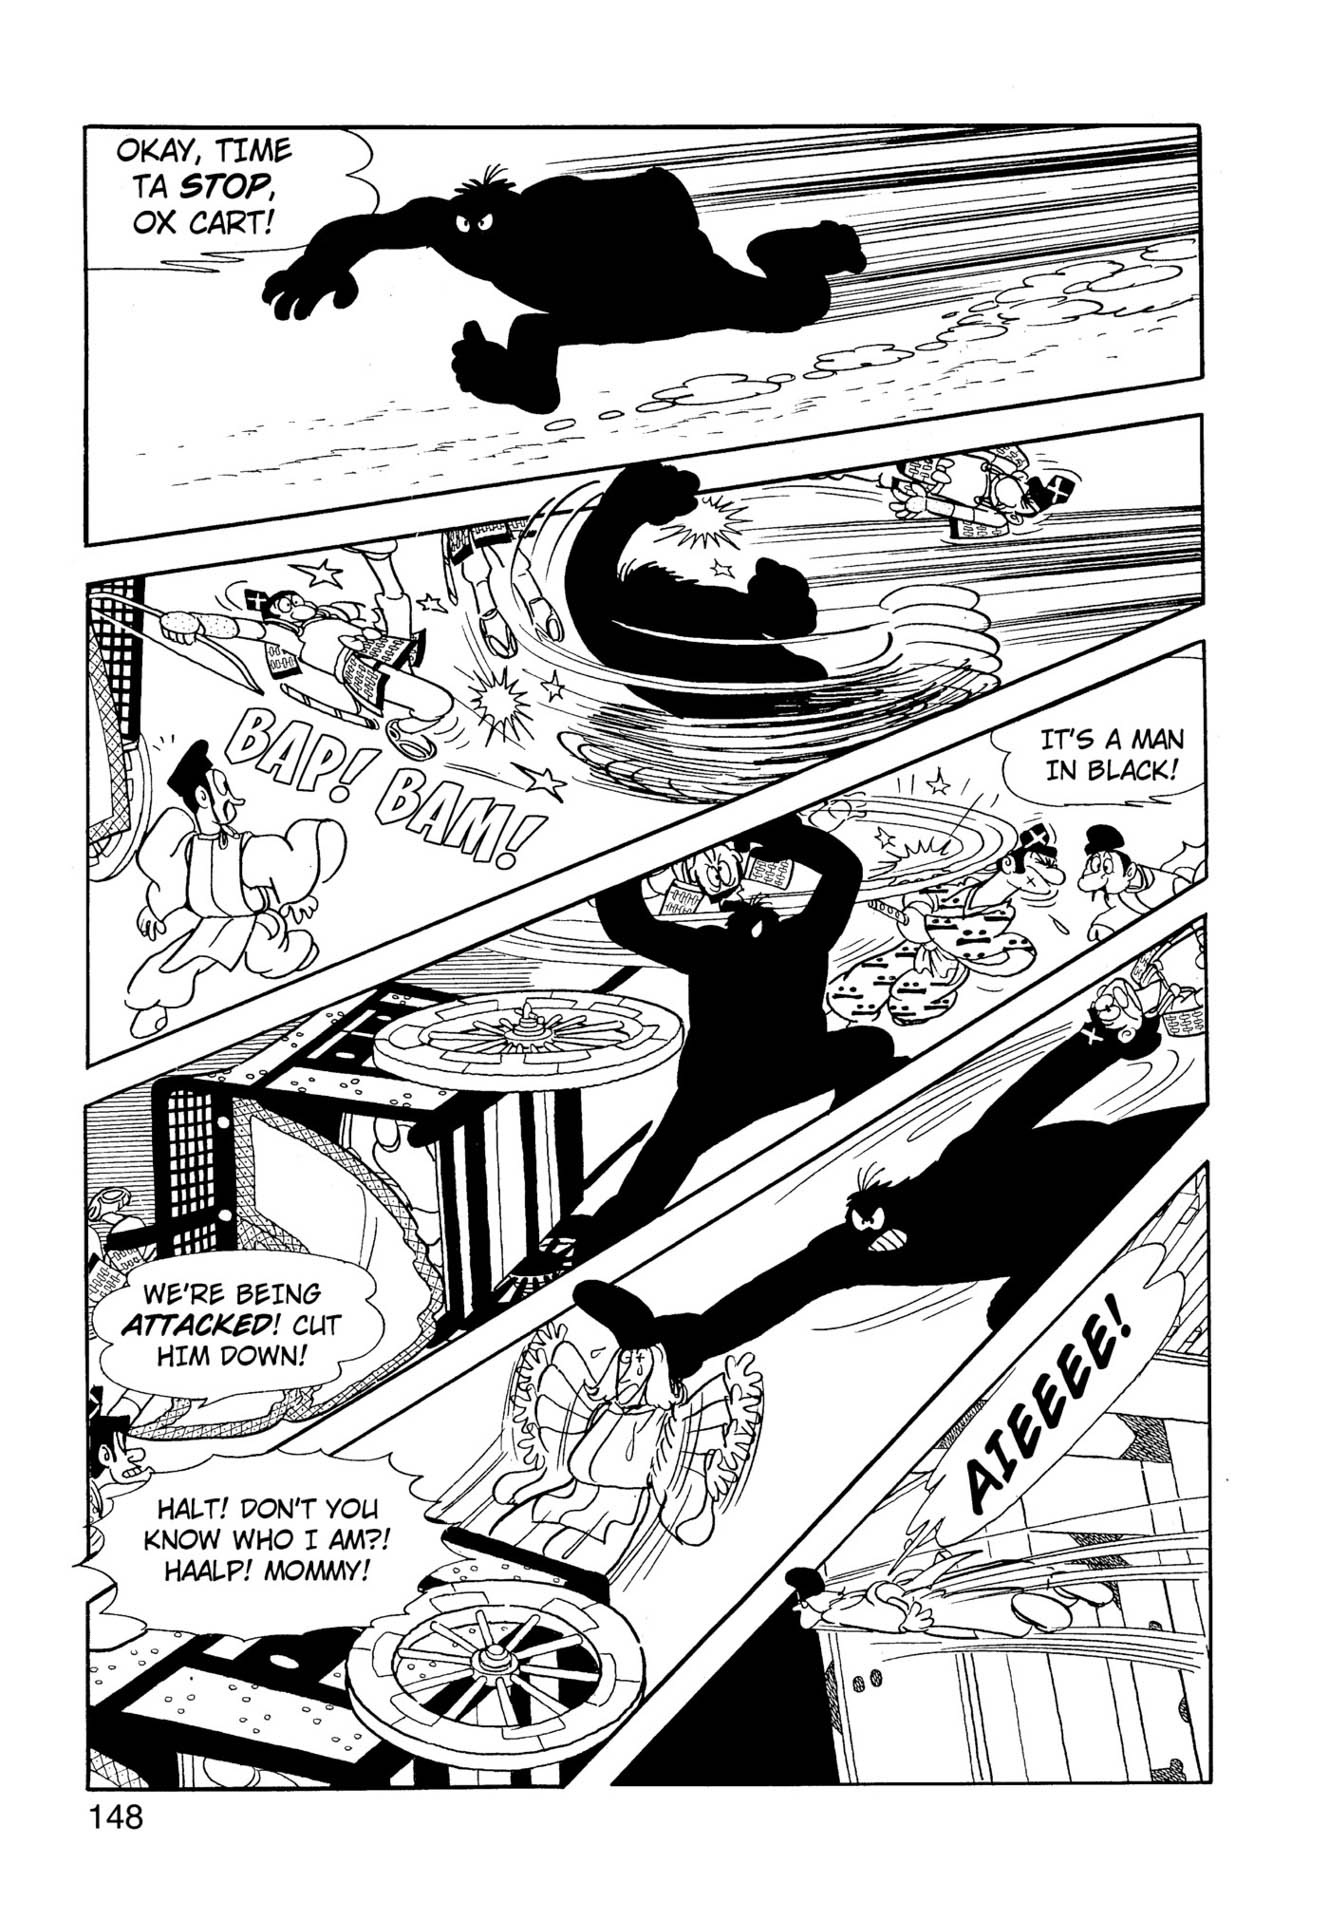 OKAY, TIME
TA STOP,
OX CART!
BAP! BAM!
IT'S A MAN
IN BLACK!
WE'RE BEING
ATTACKED! CUT
HIM DOWN!
HALT! DON'T YOU
KNOW WHO I AM?!
HAALP! MOMMY!
AIEEEE!
148